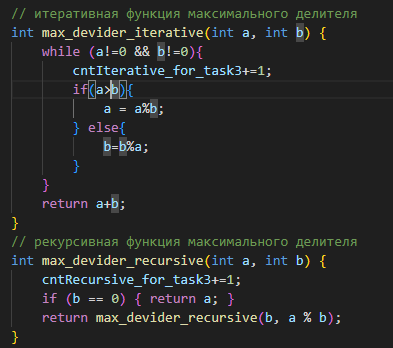 // итеративная функция максимального делителя
int max_devider_iterative(int a, int b) {
    while (a!=0 && b!=0){
        cntIterative_for_task3+=1;
        if(a>b){
            a = a%b;
        } else{
            b=b%a;
        }
    }
    return a+b;
}
// рекурсивная функция максимального делителя
int max_devider_recursive(int a, int b) {
    cntRecursive_for_task3+=1;
    if (b == 0) { return a; }
    return max_devider_recursive(b, a % b);
}